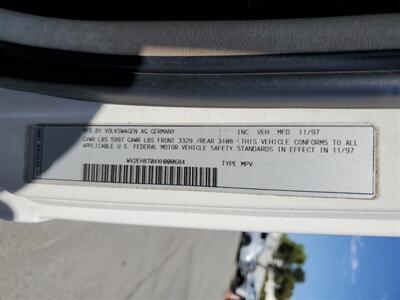 MFD BY VOLKSWAGEN AG GERMANY INC VEH MFD 11/97
GVWR LBS 5997 GAWR LBS FRONT 3329 /REAR 3108 THIS VEHICLE CONFORMS TO ALL
APPLICABLE U.S. FEDERAL MOTOR VEHICLE SAFETY STANDARDS IN EFFECT IN 11/97
WV2EH870XXH000684 TYPE MPV